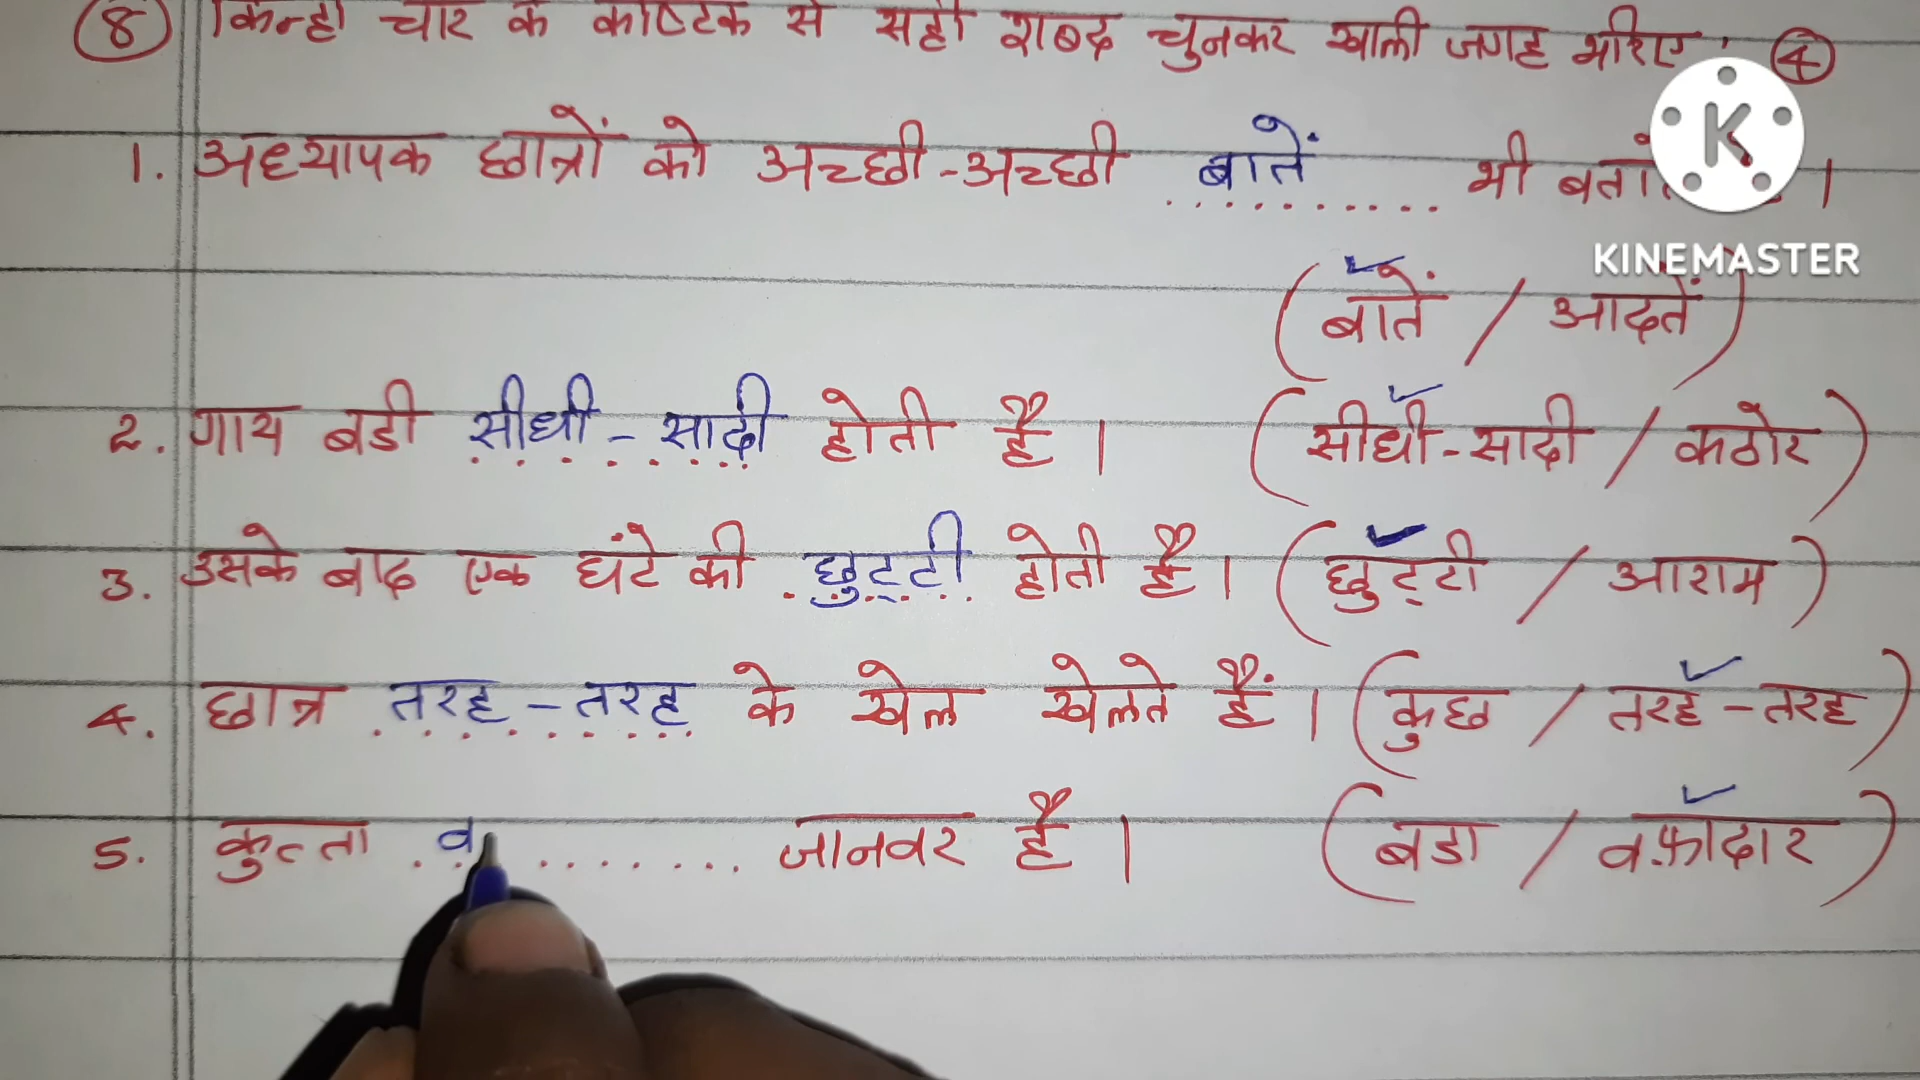 8 किन्ही चार के कोष्टक से सही शब्द चुनकर खाली जगह भरिए। 4
1. अध्यापक छात्रों को अच्छी-अच्छी बातें भी
KINEMASTER
(बातें / आदतें)
2. गाय बडी सीधी-सादी होती है। (सीधी-सादी / कठोर)
3. उसके बाद एक घंटे की छुट्टी होती है। (छुट्टी / आराम)
4. छात्र तरह-तरह के खेल खेलते हैं। (कुछ / तरह-तरह)
5. कुत्ता व.......... जानवर है। (बडा / वफ़ादार)